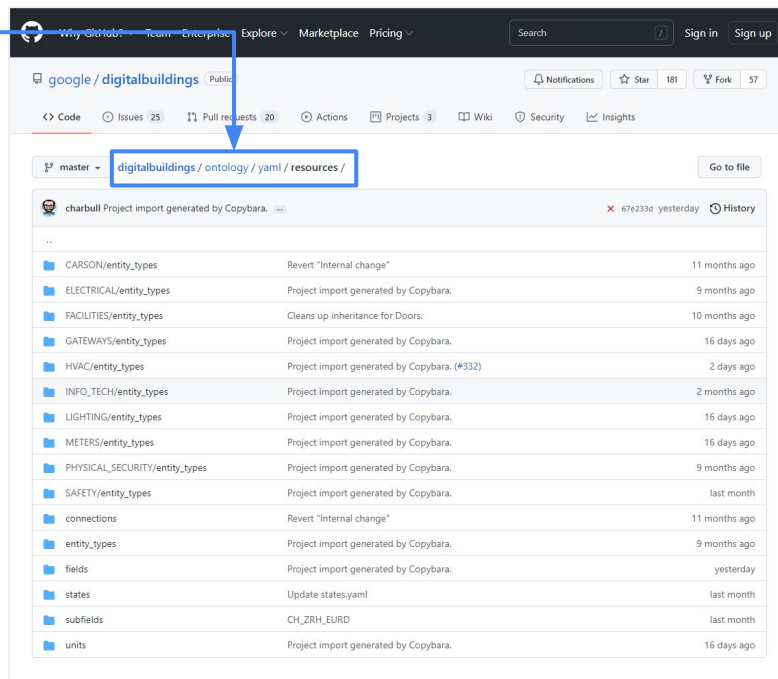 Why GitHub? Team Enterprise Explore Marketplace Pricing Search / Sign in Sign up
google / digitalbuildings Public Notifications Star 181 Fork 57
<> Code Issues 25 Pull requests 20 Actions Projects 3 Wiki Security Insights
master digitalbuildings / ontology / yaml / resources / Go to file
charbull Project import generated by Copybara. ... × 67e233d yesterday History
..
CARSON/entity_types Revert "Internal change" 11 months ago
ELECTRICAL/entity_types Project import generated by Copybara. 9 months ago
FACILITIES/entity_types Cleans up inheritance for Doors. 10 months ago
GATEWAYS/entity_types Project import generated by Copybara. 16 days ago
HVAC/entity_types Project import generated by Copybara. (#332) 2 days ago
INFO_TECH/entity_types Project import generated by Copybara. 2 months ago
LIGHTING/entity_types Project import generated by Copybara. 16 days ago
METERS/entity_types Project import generated by Copybara. 16 days ago
PHYSICAL_SECURITY/entity_types Project import generated by Copybara. 9 months ago
SAFETY/entity_types Project import generated by Copybara. last month
connections Revert "Internal change" 11 months ago
entity_types Project import generated by Copybara. 9 months ago
fields Project import generated by Copybara. yesterday
states Update states.yaml last month
subfields CH_ZRH_EURD last month
units Project import generated by Copybara. 16 days ago